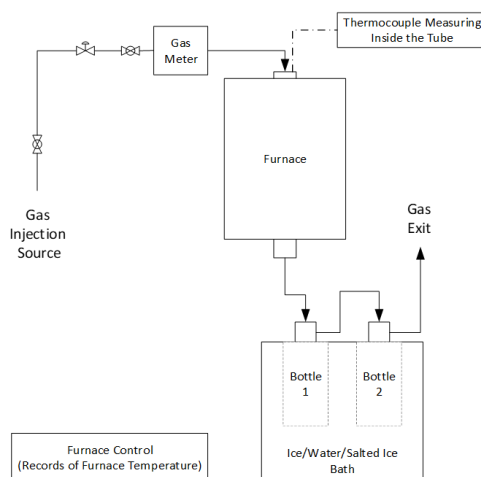 Thermocouple Measuring
Inside the Tube
Gas
Meter
Furnace
Gas
Injection
Source
Gas
Exit
Bottle
1
Bottle
2
Furnace Control
(Records of Furnace Temperature)
Ice/Water/Salted Ice
Bath